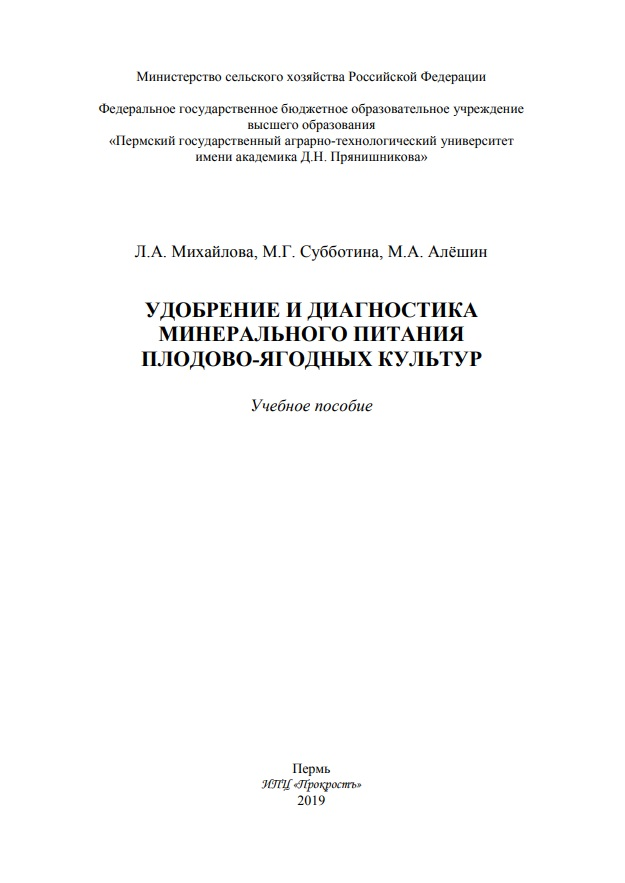 Министерство сельского хозяйства Российской Федерации
Федеральное государственное бюджетное образовательное учреждение
высшего образования
«Пермский государственный аграрно-технологический университет
имени академика Д.Н. Прянишникова»
Л.А. Михайлова, М.Г. Субботина, М.А. Алёшин
УДОБРЕНИЕ И ДИАГНОСТИКА
МИНЕРАЛЬНОГО ПИТАНИЯ
ПЛОДОВО-ЯГОДНЫХ КУЛЬТУР
Учебное пособие
Пермь
ИПЦ «Прокростъ»
2019